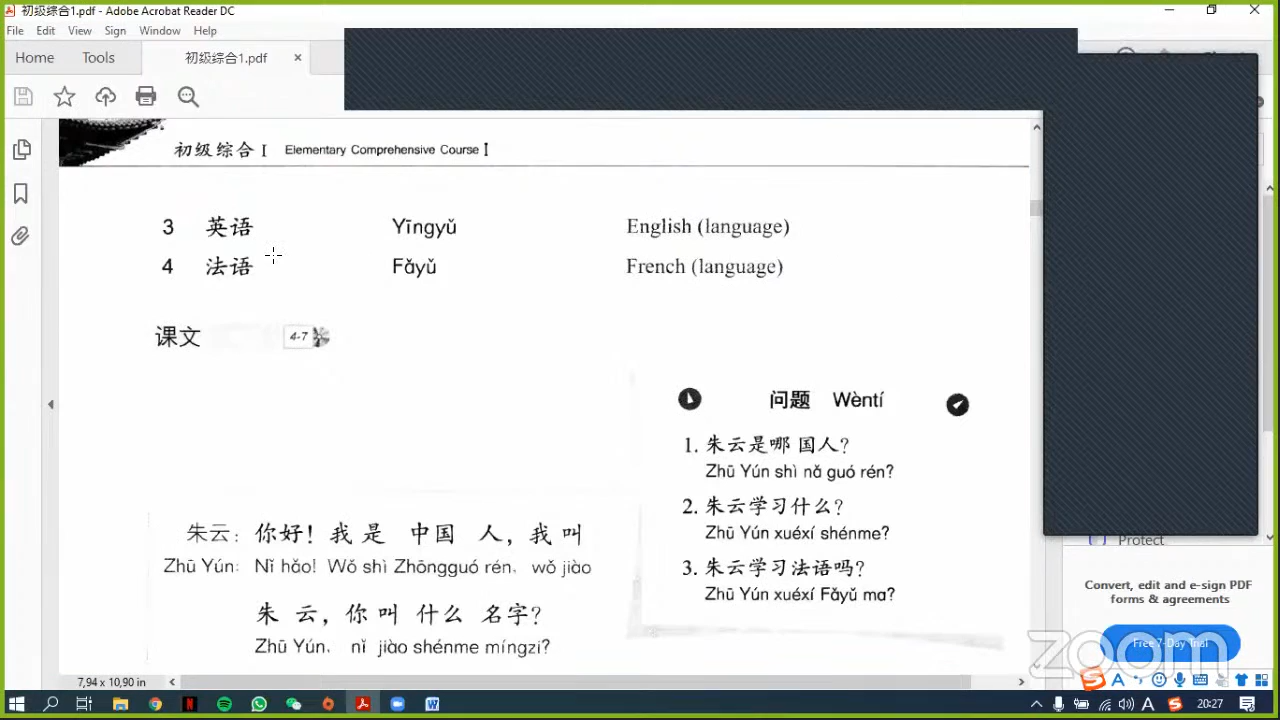 初级综合1.pdf - Adobe Acrobat Reader DC
File Edit View Sign Window Help
Home Tools 初级综合1.pdf ×
初级综合 I Elementary Comprehensive Course I
3 英语 Yīngyǔ English (language)
4 法语 Fǎyǔ French (language)
课文 4-7
问题 Wèntí
1. 朱云是哪 国人?
Zhū Yún shì nǎ guó rén?
2. 朱云学习什么?
Zhū Yún xuéxí shénme?
3. 朱云学习法语吗?
Zhū Yún xuéxí Fǎyǔ ma?
朱云: 你好! 我 是 中国 人, 我 叫
Zhū Yún: Nǐ hǎo! Wǒ shì Zhōngguó rén, wǒ jiào
朱 云, 你 叫 什么 名字?
Zhū Yún, nǐ jiào shénme míngzi?
Protect
Convert, edit and e-sign PDF
forms & agreements
Free 7-Day Trial
zoom
7,94 x 10,90 in
20:27